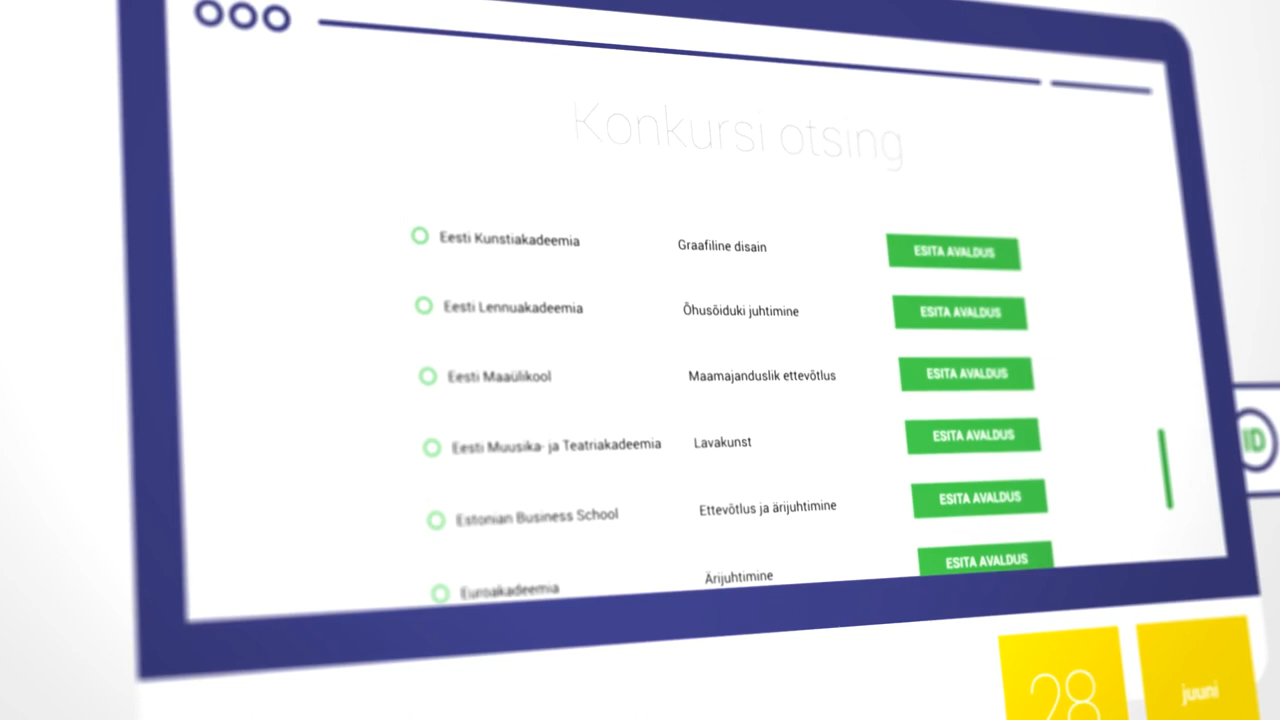 Konkursi otsing
Eesti Kunstiakadeemia Graafiline disain ESITA AVALDUS
Eesti Lennuakadeemia Õhusõiduki juhtimine ESITA AVALDUS
Eesti Maaülikool Maamajanduslik ettevõtlus ESITA AVALDUS
Eesti Muusika- ja Teatriakadeemia Lavakunst ESITA AVALDUS
Estonian Business School Ettevõtlus ja ärijuhtimine ESITA AVALDUS
Euroakadeemia Ärijuhtimine ESITA AVALDUS
ID
28 juuni